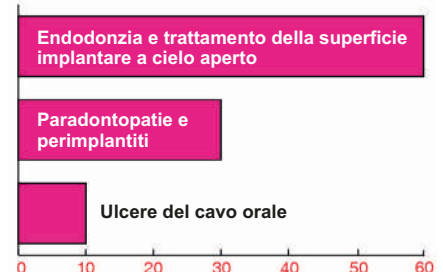 Endodonzia e trattamento della superficie
implantare a cielo aperto
Paradontopatie e
perimplantiti
Ulcere del cavo orale
0 10 20 30 40 50 60